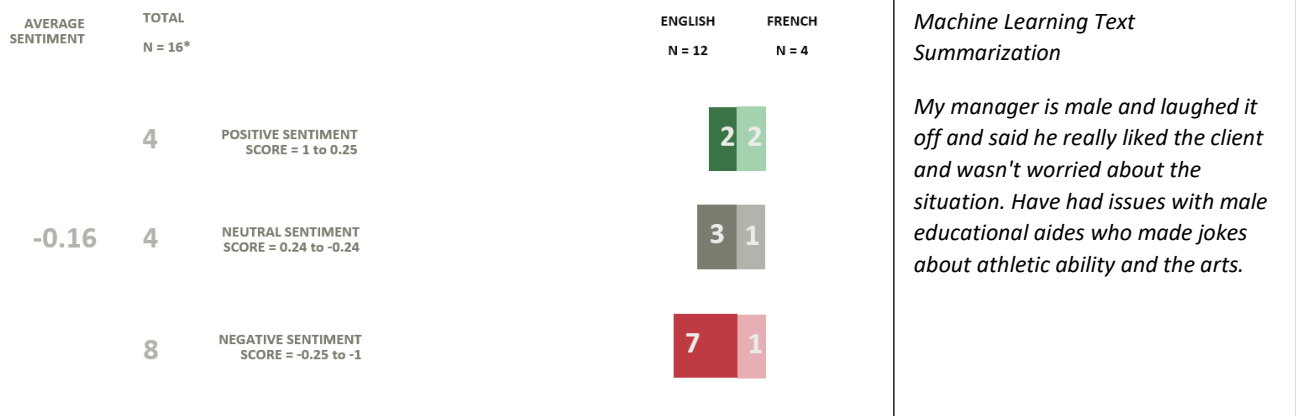 AVERAGE
SENTIMENT
TOTAL
N = 16*
ENGLISH
N = 12
FRENCH
N = 4
4
POSITIVE SENTIMENT
SCORE = 1 to 0.25
2 2
-0.16
4
NEUTRAL SENTIMENT
SCORE = 0.24 to -0.24
3 1
8
NEGATIVE SENTIMENT
SCORE = -0.25 to -1
7 1
Machine Learning Text
Summarization
My manager is male and laughed it
off and said he really liked the client
and wasn't worried about the
situation. Have had issues with male
educational aides who made jokes
about athletic ability and the arts.